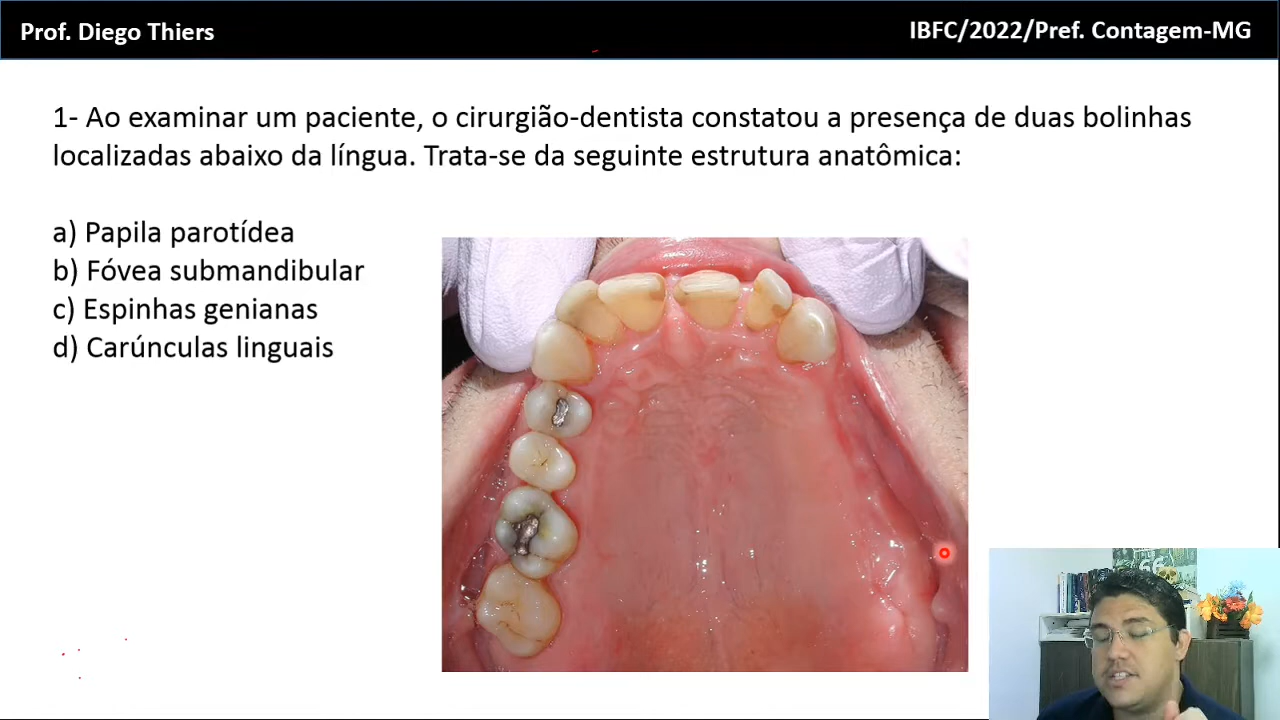 Prof. Diego Thiers
IBFC/2022/Pref. Contagem-MG
1- Ao examinar um paciente, o cirurgião-dentista constatou a presença de duas bolinhas
localizadas abaixo da língua. Trata-se da seguinte estrutura anatômica:
a) Papila parotídea
b) Fóvea submandibular
c) Espinhas genianas
d) Carúnculas linguais